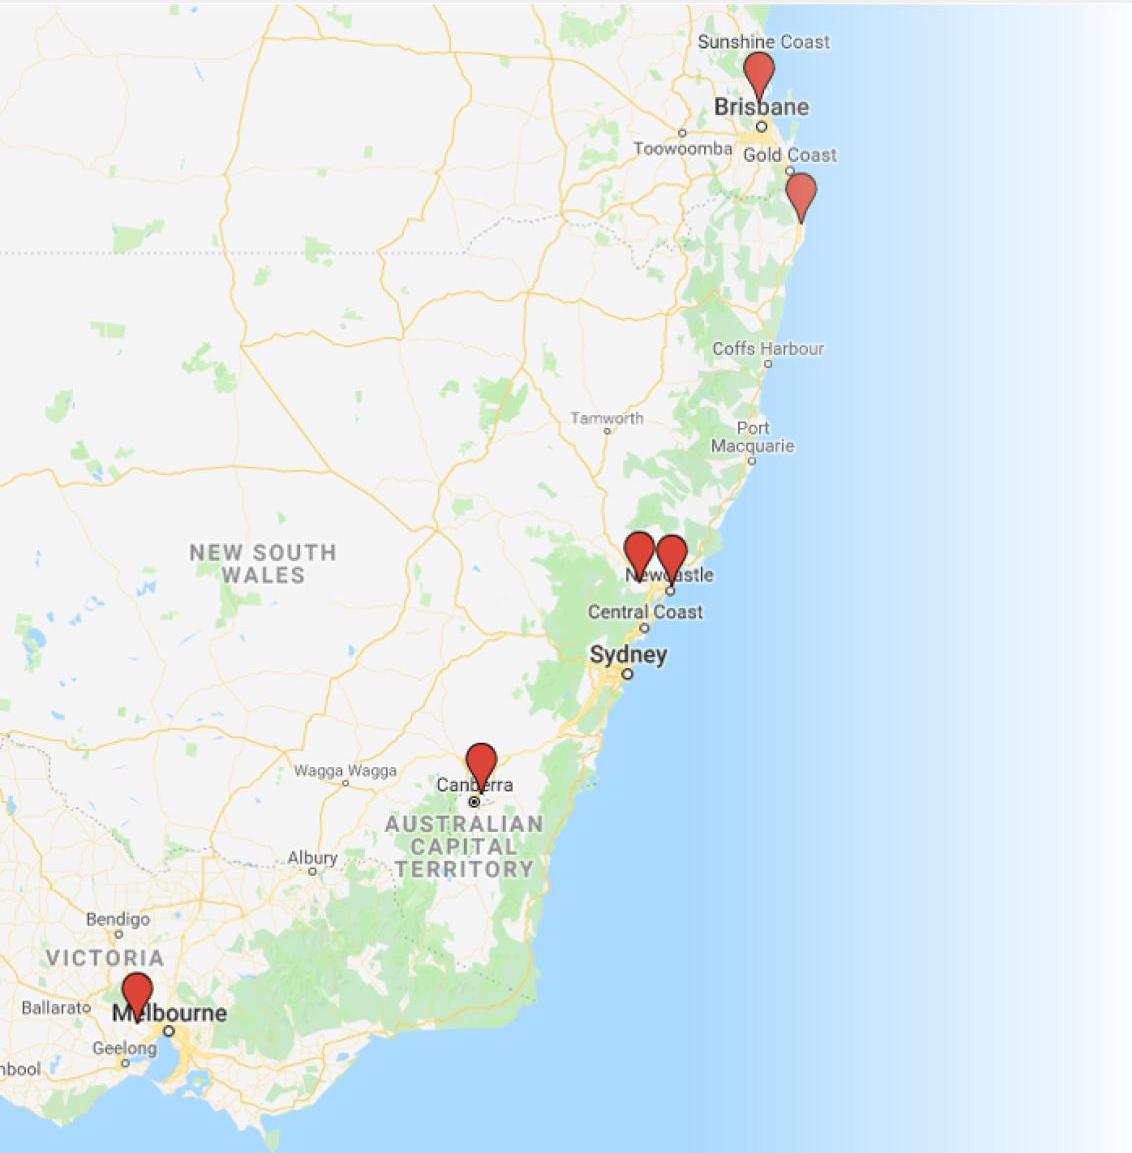 Sunshine Coast
Brisbane
Toowoomba
Gold Coast
Coffs Harbour
Tamworth
Port
Macquarie
NEW SOUTH
WALES
Newcastle
Central Coast
Sydney
Wagga Wagga
Canberra
AUSTRALIAN
CAPITAL
TERRITORY
Albury
Bendigo
VICTORIA
Ballarat
Melbourne
Geelong
nbool